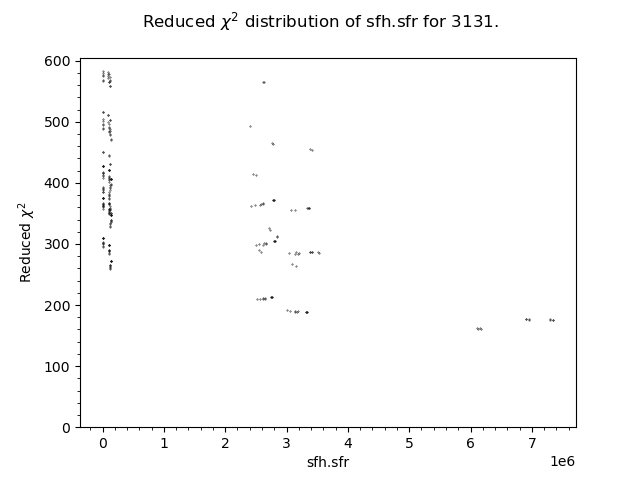 Reduced χ² distribution of sfh.sfr for 3131.
600
500
400
300
200
100
0
Reduced χ²
0 1 2 3 4 5 6 7
sfh.sfr
1e6